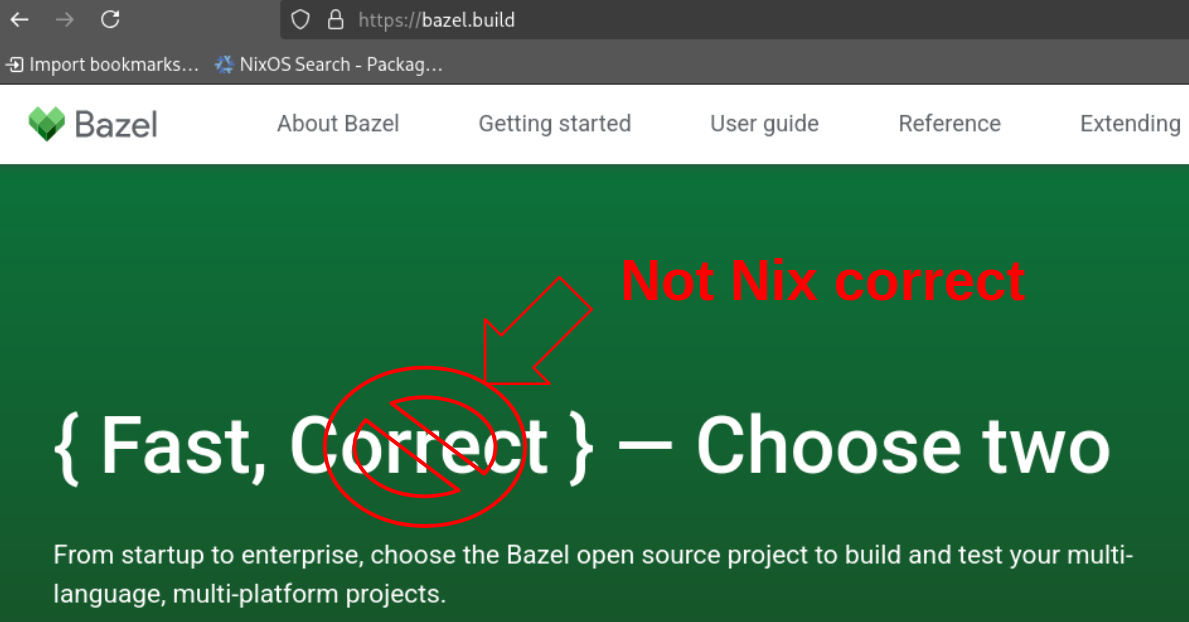 https://bazel.build
Import bookmarks...
NixOS Search - Packag...
Bazel
About Bazel
Getting started
User guide
Reference
Extending
Not Nix correct
{ Fast, Correct } — Choose two
From startup to enterprise, choose the Bazel open source project to build and test your multi-
language, multi-platform projects.